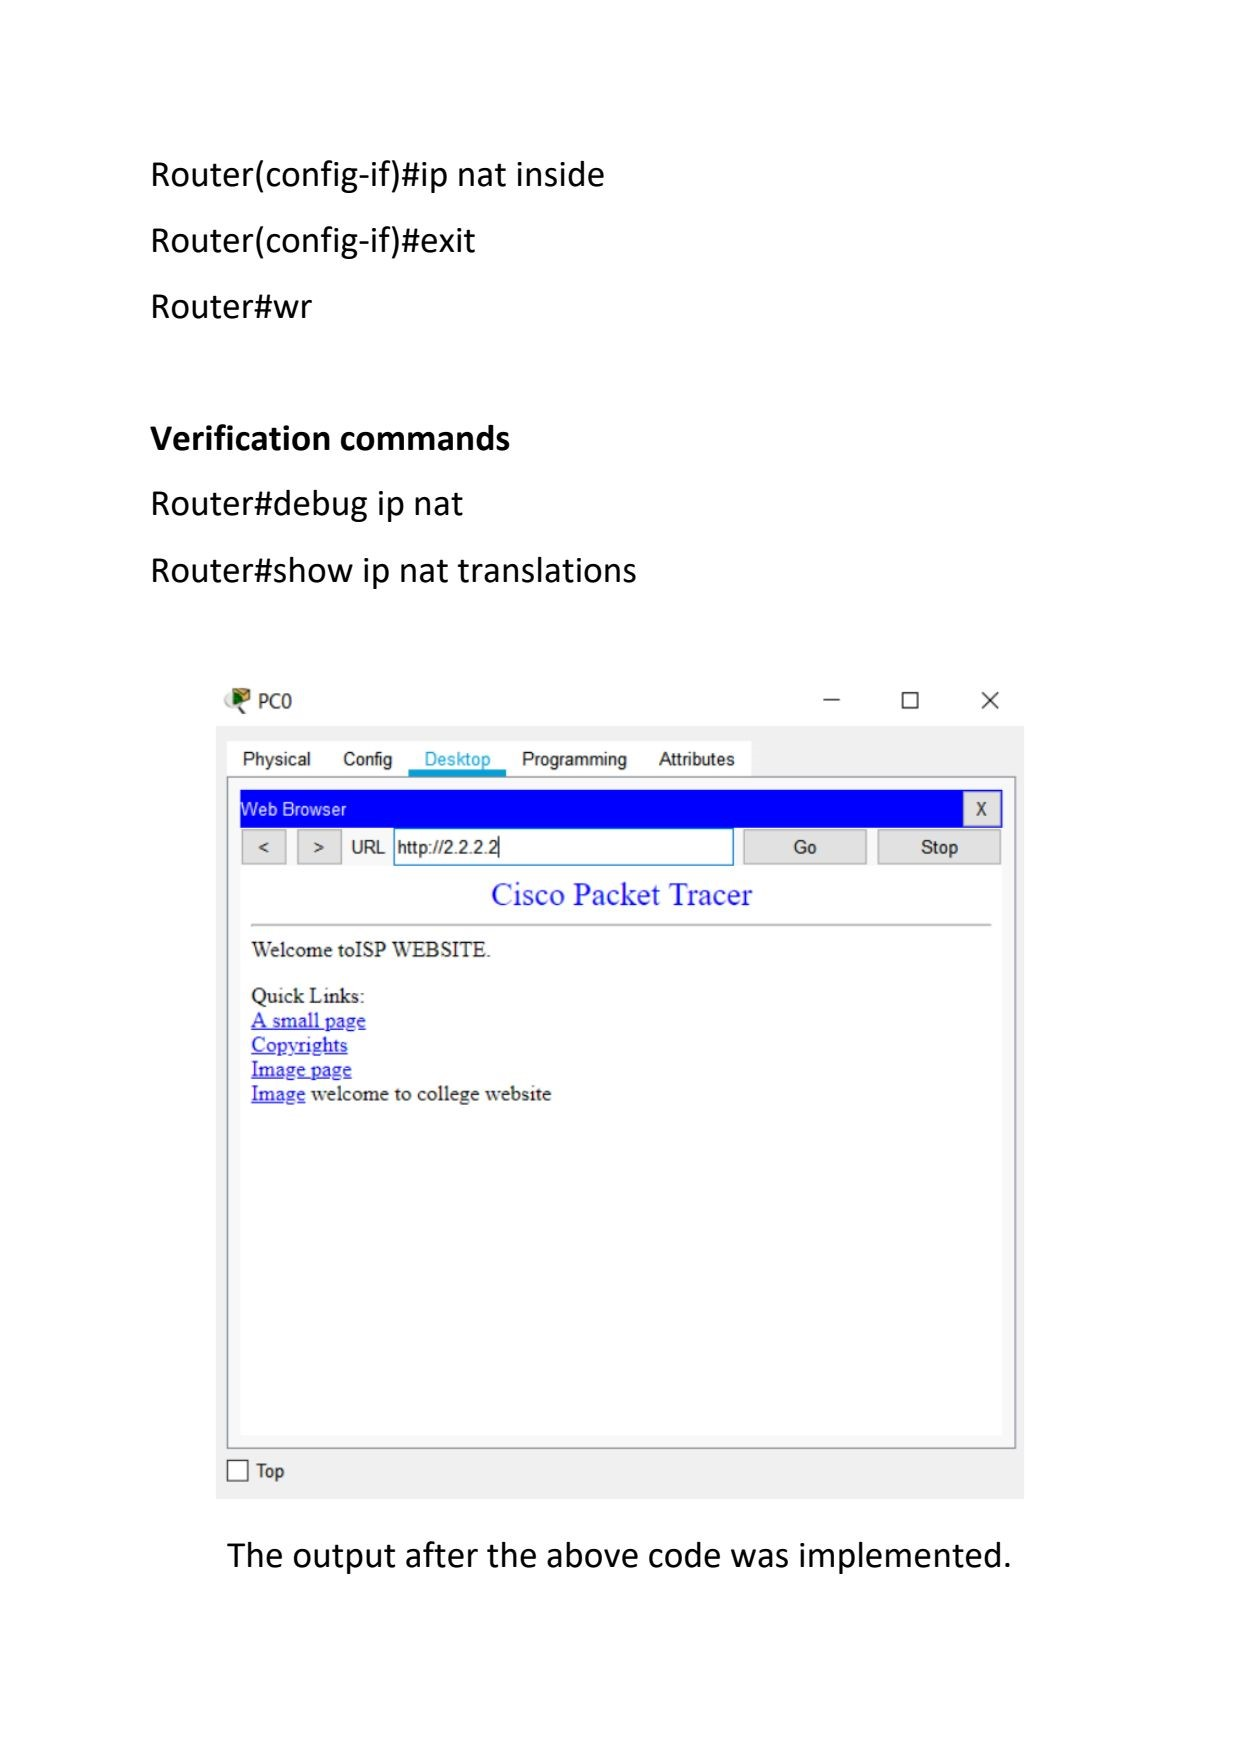 Router(config-if)#ip nat inside
Router(config-if)#exit
Router#wr
Verification commands
Router#debug ip nat
Router#show ip nat translations
PC0
Physical Config Desktop Programming Attributes
Web Browser X
< > URL http://2.2.2.2 Go Stop
Cisco Packet Tracer
Welcome toISP WEBSITE.
Quick Links:
A small page
Copyrights
Image page
Image welcome to college website
Top
The output after the above code was implemented.